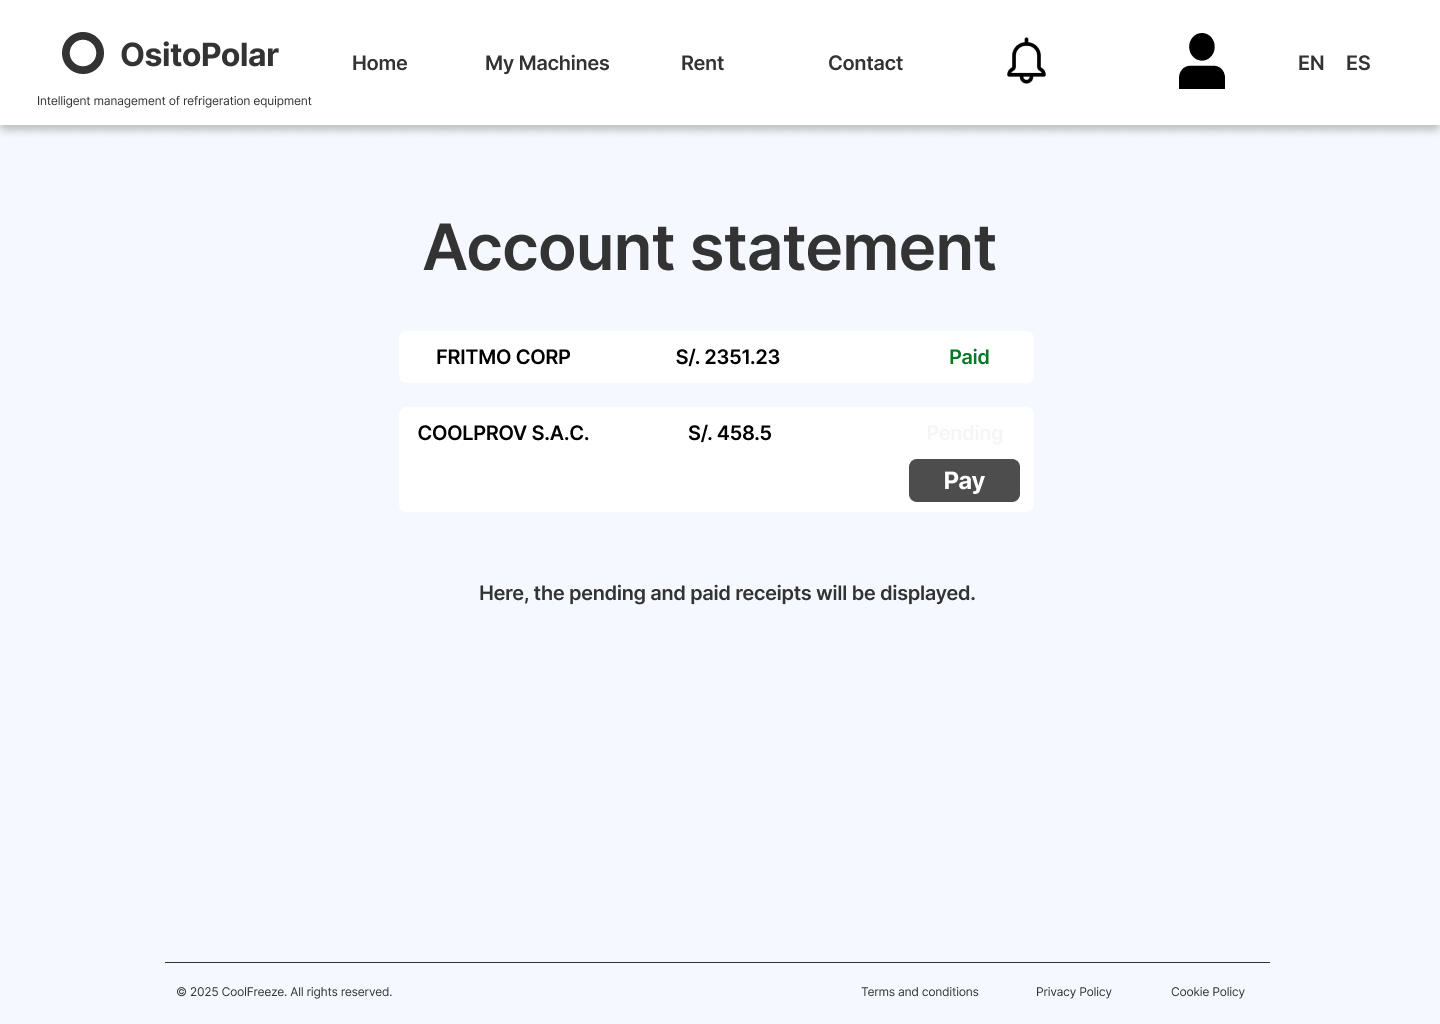 OsitoPolar
Intelligent management of refrigeration equipment
Home
My Machines
Rent
Contact
EN
ES
Account statement
FRITMO CORP
S/. 2351.23
Paid
COOLPROV S.A.C.
S/. 458.5
Pending
Pay
Here, the pending and paid receipts will be displayed.
© 2025 CoolFreeze. All rights reserved.
Terms and conditions
Privacy Policy
Cookie Policy